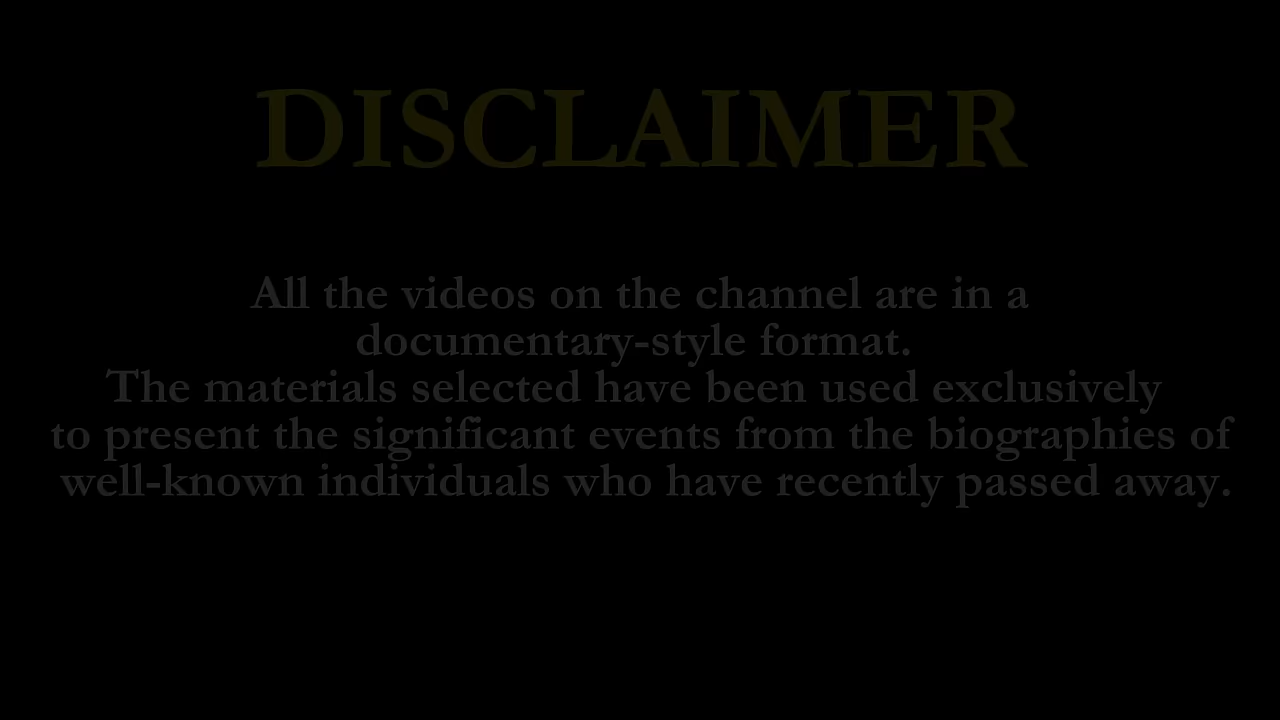 DISCLAIMER
All the videos on the channel are in a
documentary-style format.
The materials selected have been used exclusively
to present the significant events from the biographies of
well-known individuals who have recently passed away.